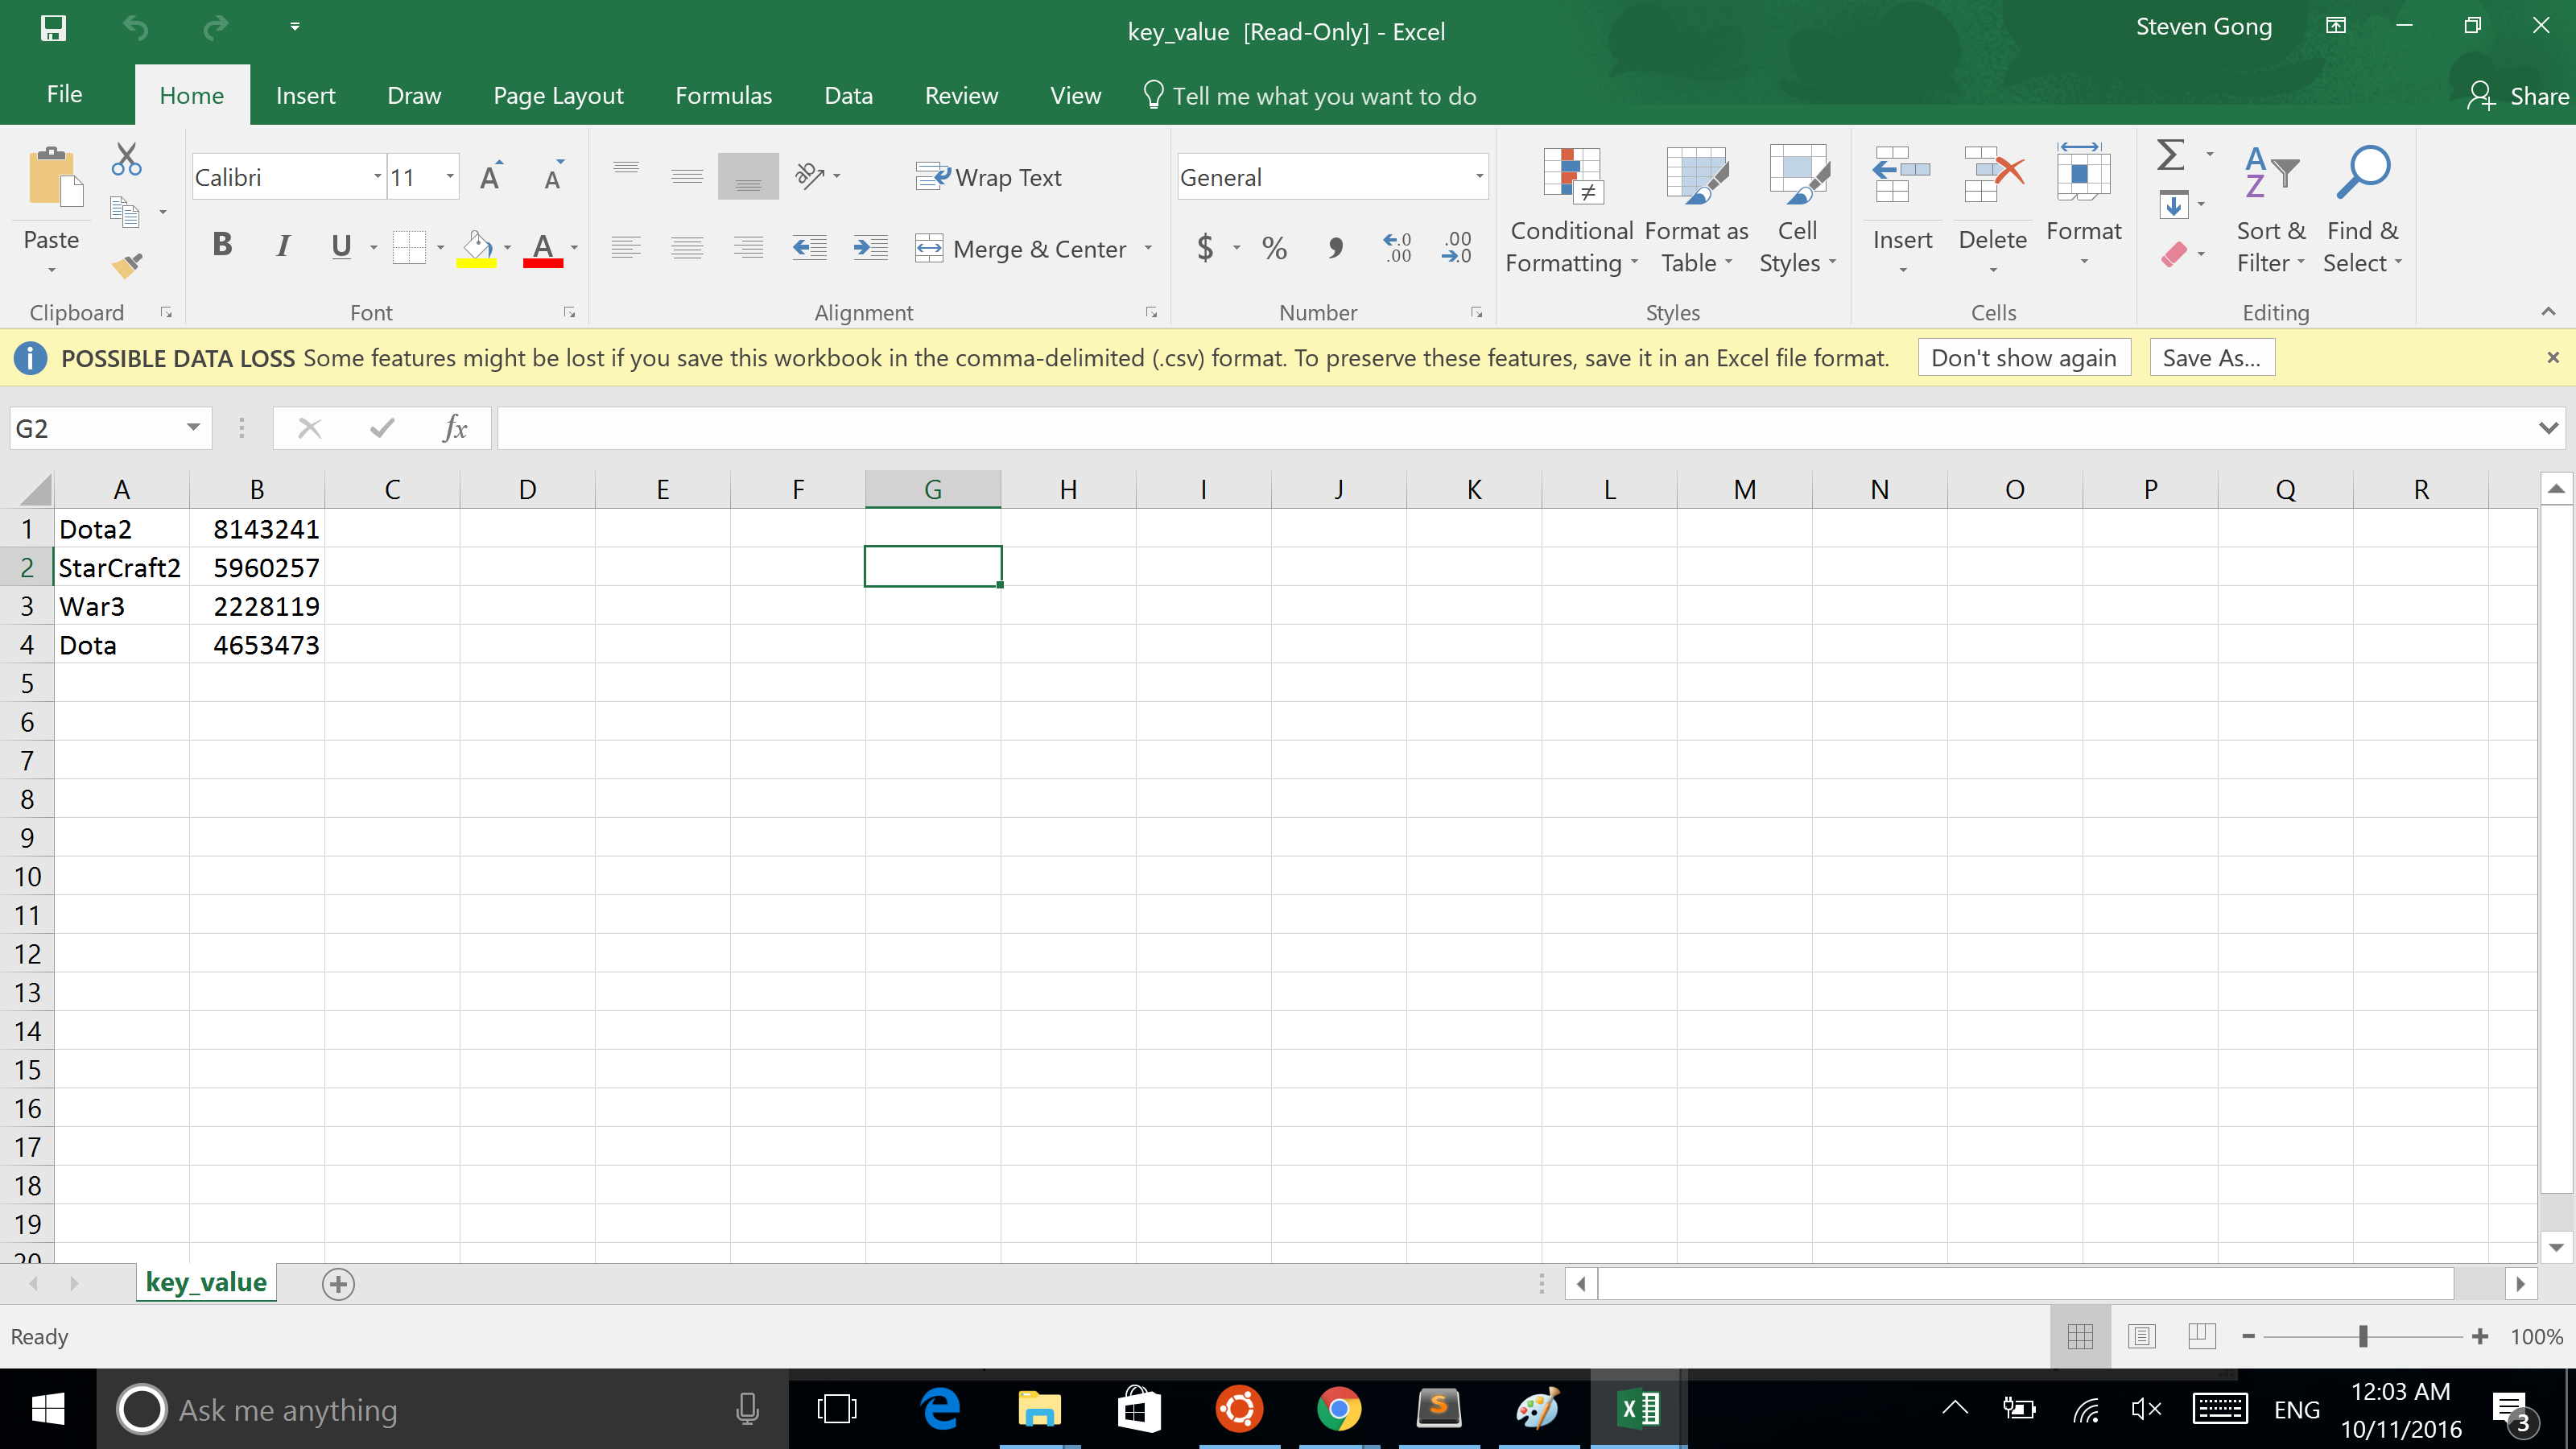 key_value [Read-Only] - Excel
Steven Gong
File Home Insert Draw Page Layout Formulas Data Review View Tell me what you want to do Share
Paste
Clipboard
Calibri 11
A A
B I U A
Font
ab Wrap Text
Merge & Center
Alignment
General
$ % , .0 .00 .00 .0
Number
Conditional Formatting
Format as Table
Cell Styles
Styles
Insert Delete Format
Cells
Sort & Filter
Find & Select
Editing
POSSIBLE DATA LOSS Some features might be lost if you save this workbook in the comma-delimited (.csv) format. To preserve these features, save it in an Excel file format. Don't show again Save As...
G2 fx
A B C D E F G H I J K L M N O P Q R
1 Dota2 8143241
2 StarCraft2 5960257
3 War3 2228119
4 Dota 4653473
5
6
7
8
9
10
11
12
13
14
15
16
17
18
19
20
key_value
Ready 100%
Ask me anything ENG 12:03 AM
10/11/2016 3